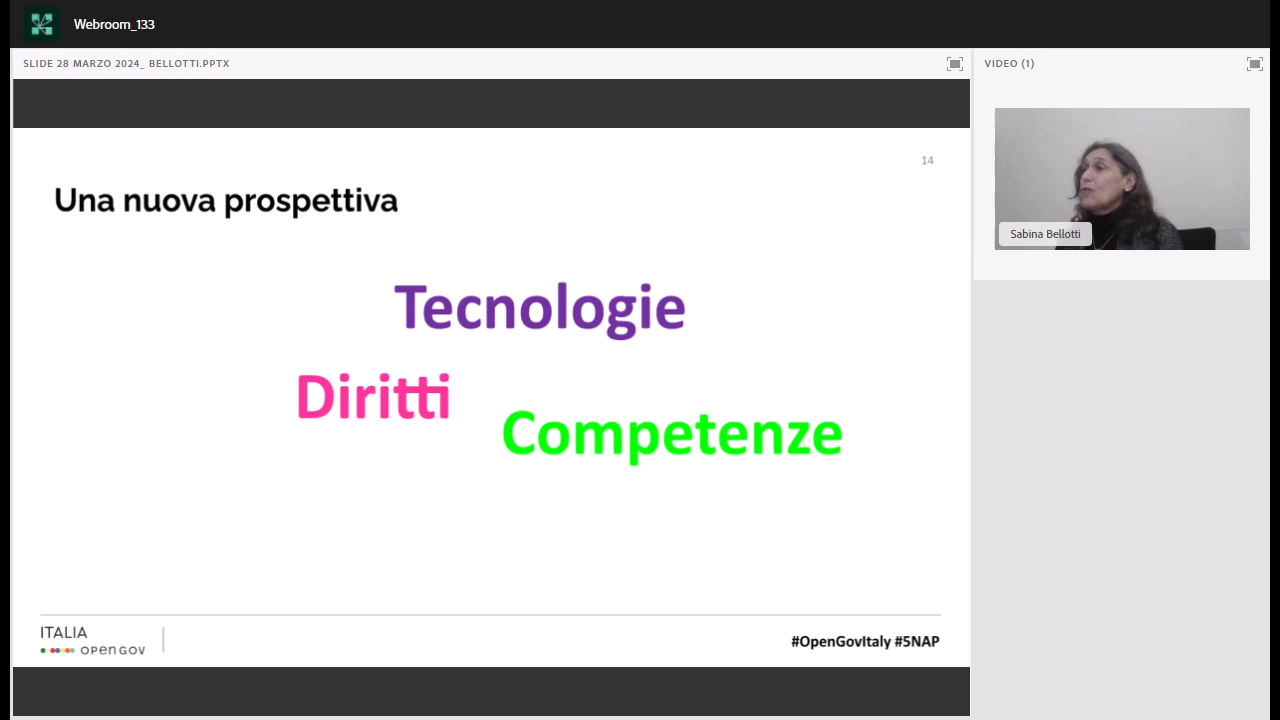 Webroom_133
SLIDE 28 MARZO 2024_ BELLOTTI.PPTX
VIDEO (1)
14
Una nuova prospettiva
Tecnologie
Diritti
Competenze
Sabina Bellotti
ITALIA
OPEN GOV
#OpenGovItaly #5NAP